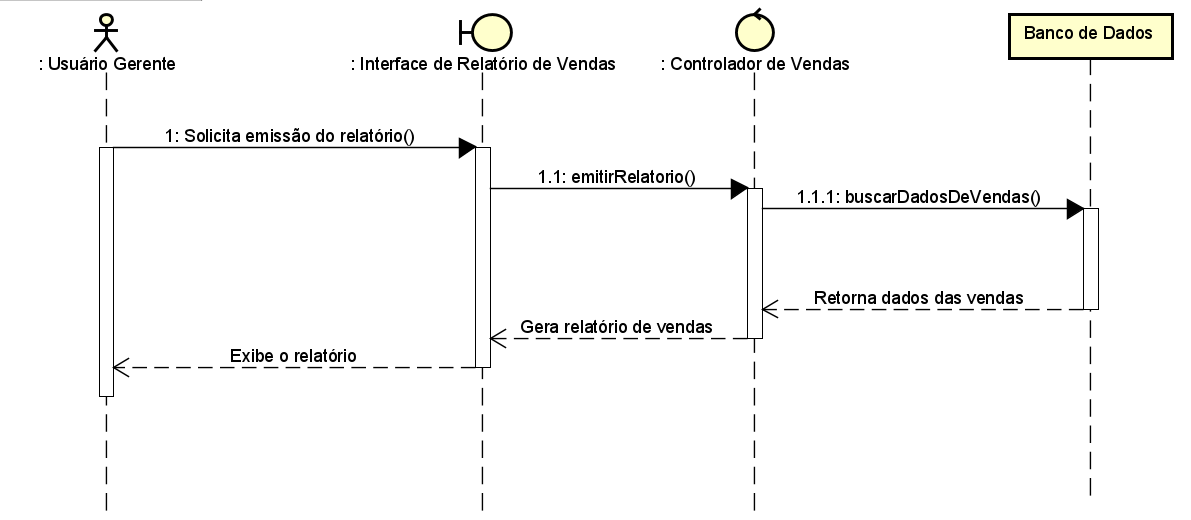 : Usuário Gerente
: Interface de Relatório de Vendas
: Controlador de Vendas
Banco de Dados
1: Solicita emissão do relatório()
1.1: emitirRelatorio()
1.1.1: buscarDadosDeVendas()
Retorna dados das vendas
Gera relatório de vendas
Exibe o relatório